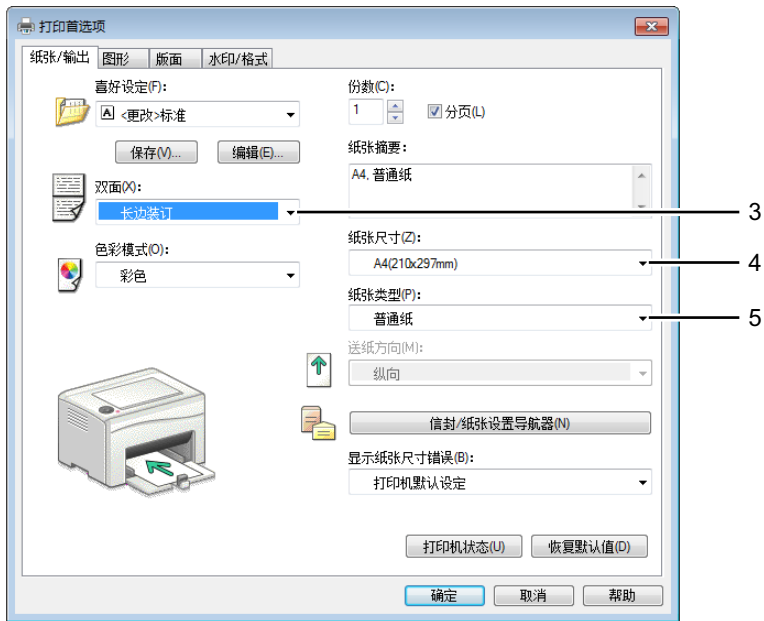 打印首选项
纸张/输出 图形 版面 水印/格式
喜好设定(F):
A <更改>标准
保存(V)... 编辑(E)...
双面(X):
长边装订
色彩模式(O):
彩色
份数(C):
1 分页(L)
纸张摘要:
A4, 普通纸
纸张尺寸(Z):
A4(210x297mm)
纸张类型(P):
普通纸
送纸方向(M):
纵向
信封/纸张设置导航器(N)
显示纸张尺寸错误(B):
打印机默认设定
打印机状态(U) 恢复默认值(D)
确定 取消 帮助
3
4
5